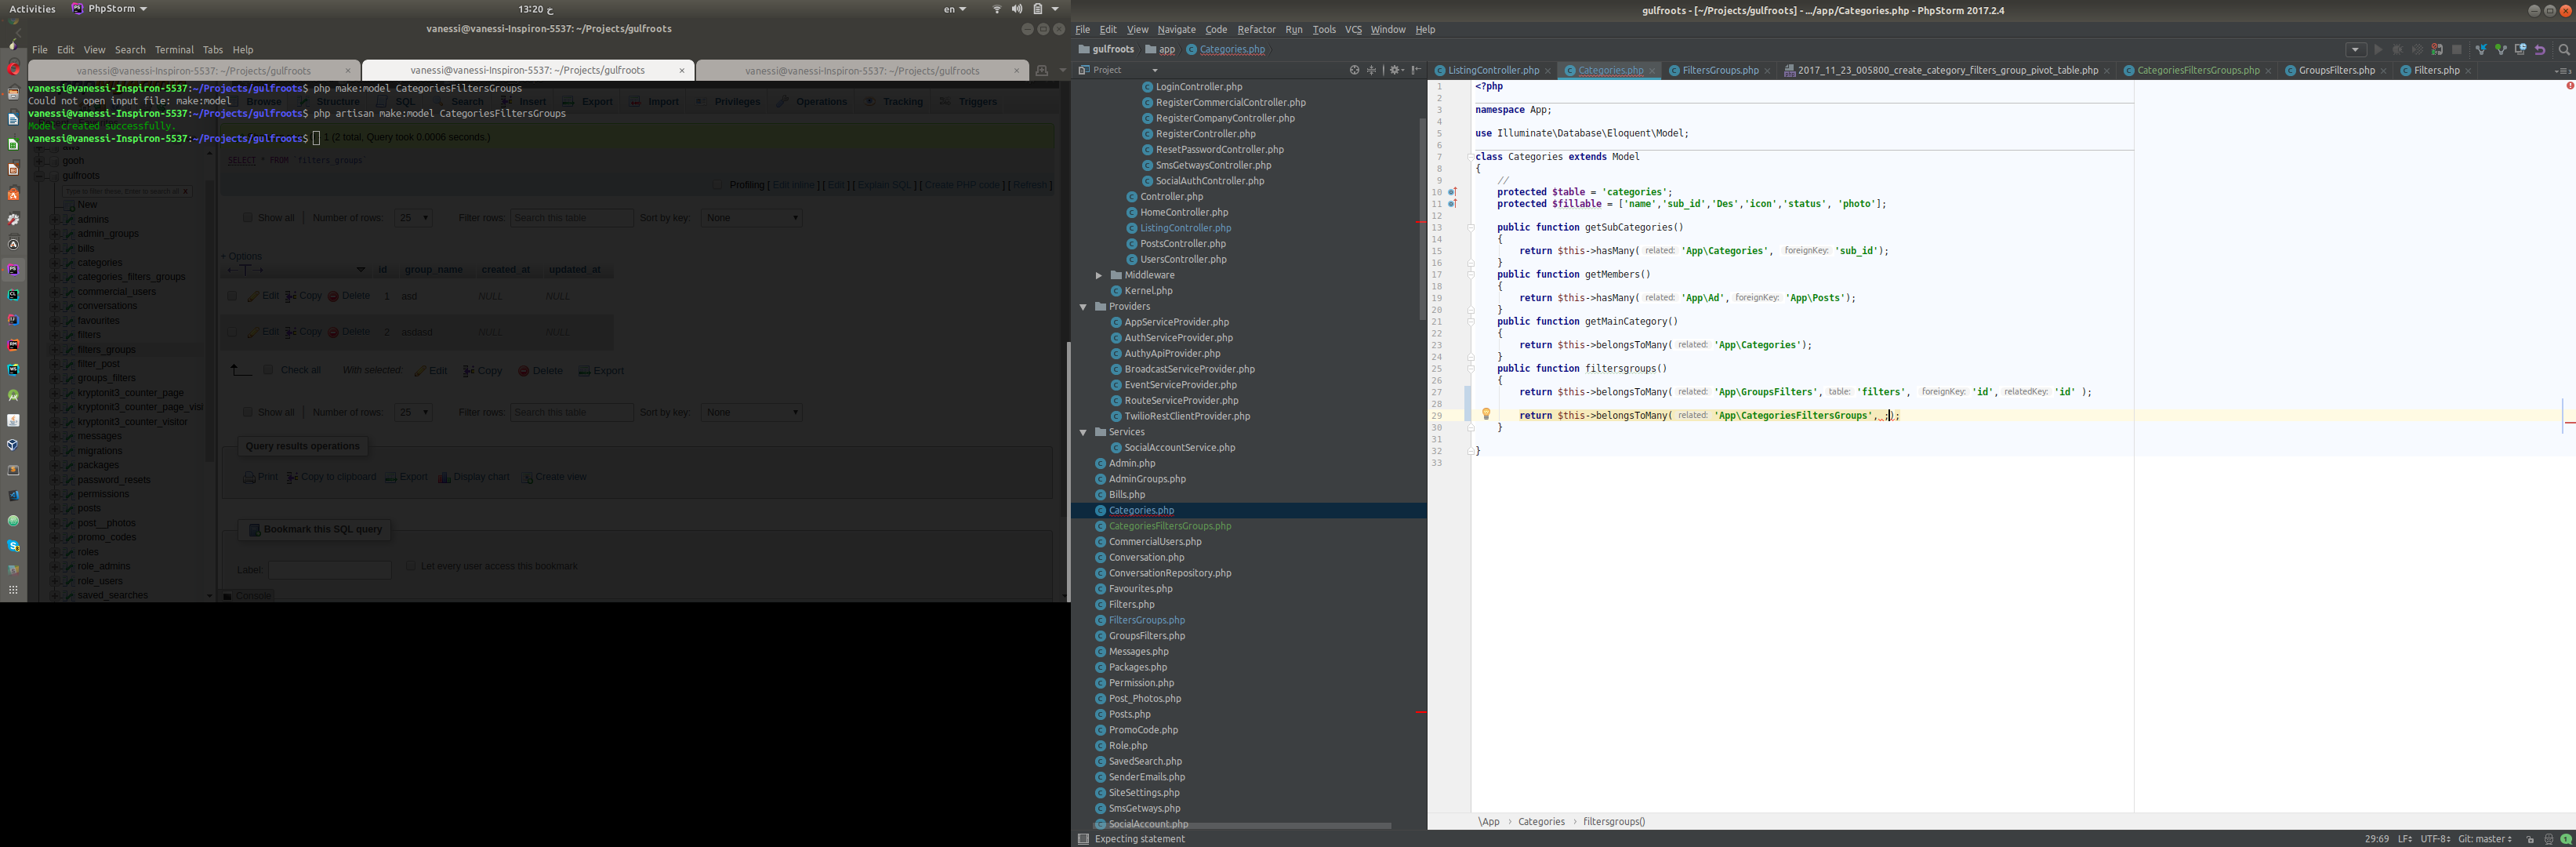 Activities PhpStorm 13:20 ح en
vanessi@vanessi-Inspiron-5537: ~/Projects/gulfroots
File Edit View Search Terminal Tabs Help
vanessi@vanessi-Inspiron-5537: ~/Projects/gulfroots × vanessi@vanessi-Inspiron-5537: ~/Projects/gulfroots × vanessi@vanessi-Inspiron-5537: ~/Projects/gulfroots ×
vanessi@vanessi-Inspiron-5537:~/Projects/gulfroots$ php make:model CategoriesFiltersGroups
Could not open input file: make:model
Browse Structure SQL Search Insert Export Import Privileges Operations Tracking Triggers
vanessi@vanessi-Inspiron-5537:~/Projects/gulfroots$ php artisan make:model CategoriesFiltersGroups
Model created successfully.
vanessi@vanessi-Inspiron-5537:~/Projects/gulfroots$
1 (2 total, Query took 0.0006 seconds.)
SELECT * FROM `filters_groups`
Profiling [ Edit inline ] [ Edit ] [ Explain SQL ] [ Create PHP code ] [ Refresh ]
Show all Number of rows: 25 Filter rows: Search this table Sort by key: None
+ Options
id group_name created_at updated_at
Edit Copy Delete 1 asd NULL NULL
Edit Copy Delete 2 asdasd NULL NULL
Check all With selected: Edit Copy Delete Export
Show all Number of rows: 25 Filter rows: Search this table Sort by key: None
Query results operations
Print Copy to clipboard Export Display chart Create view
Bookmark this SQL query
Label: Let every user access this bookmark
Console
gooh
gulfroots
New
admins
admin_groups
bills
categories
categories_filters_groups
commercial_users
conversations
favourites
filters
filters_groups
filter_post
groups_filters
kryptonit3_counter_page
kryptonit3_counter_page_visi
kryptonit3_counter_visitor
messages
migrations
packages
password_resets
permissions
posts
post__photos
promo_codes
roles
role_admins
role_users
saved_searches
gulfroots - [~/Projects/gulfroots] - .../app/Categories.php - PhpStorm 2017.2.4
File Edit View Navigate Code Refactor Run Tools VCS Window Help
gulfroots app Categories.php
Project
LoginController.php
RegisterCommercialController.php
RegisterCompanyController.php
RegisterController.php
ResetPasswordController.php
SmsGetwaysController.php
SocialAuthController.php
Controller.php
HomeController.php
ListingController.php
PostsController.php
UsersController.php
Middleware
Kernel.php
Providers
AppServiceProvider.php
AuthServiceProvider.php
AuthyApiProvider.php
BroadcastServiceProvider.php
EventServiceProvider.php
RouteServiceProvider.php
TwilioRestClientProvider.php
Services
SocialAccountService.php
Admin.php
AdminGroups.php
Bills.php
Categories.php
CategoriesFiltersGroups.php
CommercialUsers.php
Conversation.php
ConversationRepository.php
Favourites.php
Filters.php
FiltersGroups.php
GroupsFilters.php
Messages.php
Packages.php
Permission.php
Post_Photos.php
Posts.php
PromoCode.php
Role.php
SavedSearch.php
SenderEmails.php
SiteSettings.php
SmsGetways.php
SocialAccount.php
ListingController.php × Categories.php × FiltersGroups.php × 2017_11_23_005800_create_category_filters_group_pivot_table.php × CategoriesFiltersGroups.php × GroupsFilters.php × Filters.php ×
1 <?php
2
3 namespace App;
4
5 use Illuminate\Database\Eloquent\Model;
6
7 class Categories extends Model
8 {
9 //
10 protected $table = 'categories';
11 protected $fillable = ['name','sub_id','Des','icon','status', 'photo'];
12
13 public function getSubCategories()
14 {
15 return $this->hasMany( related: 'App\Categories', foreignKey: 'sub_id');
16 }
17 public function getMembers()
18 {
19 return $this->hasMany( related: 'App\Ad', foreignKey: 'App\Posts');
20 }
21 public function getMainCategory()
22 {
23 return $this->belongsToMany( related: 'App\Categories');
24 }
25 public function filtersgroups()
26 {
27 return $this->belongsToMany( related: 'App\GroupsFilters', table: 'filters', foreignKey: 'id', relatedKey: 'id' );
28
29 return $this->belongsToMany( related: 'App\CategoriesFiltersGroups', ;);
30 }
31
32 }
33
\App › Categories › filtersgroups()
Expecting statement 29:69 LF÷ UTF-8÷ Git: master÷